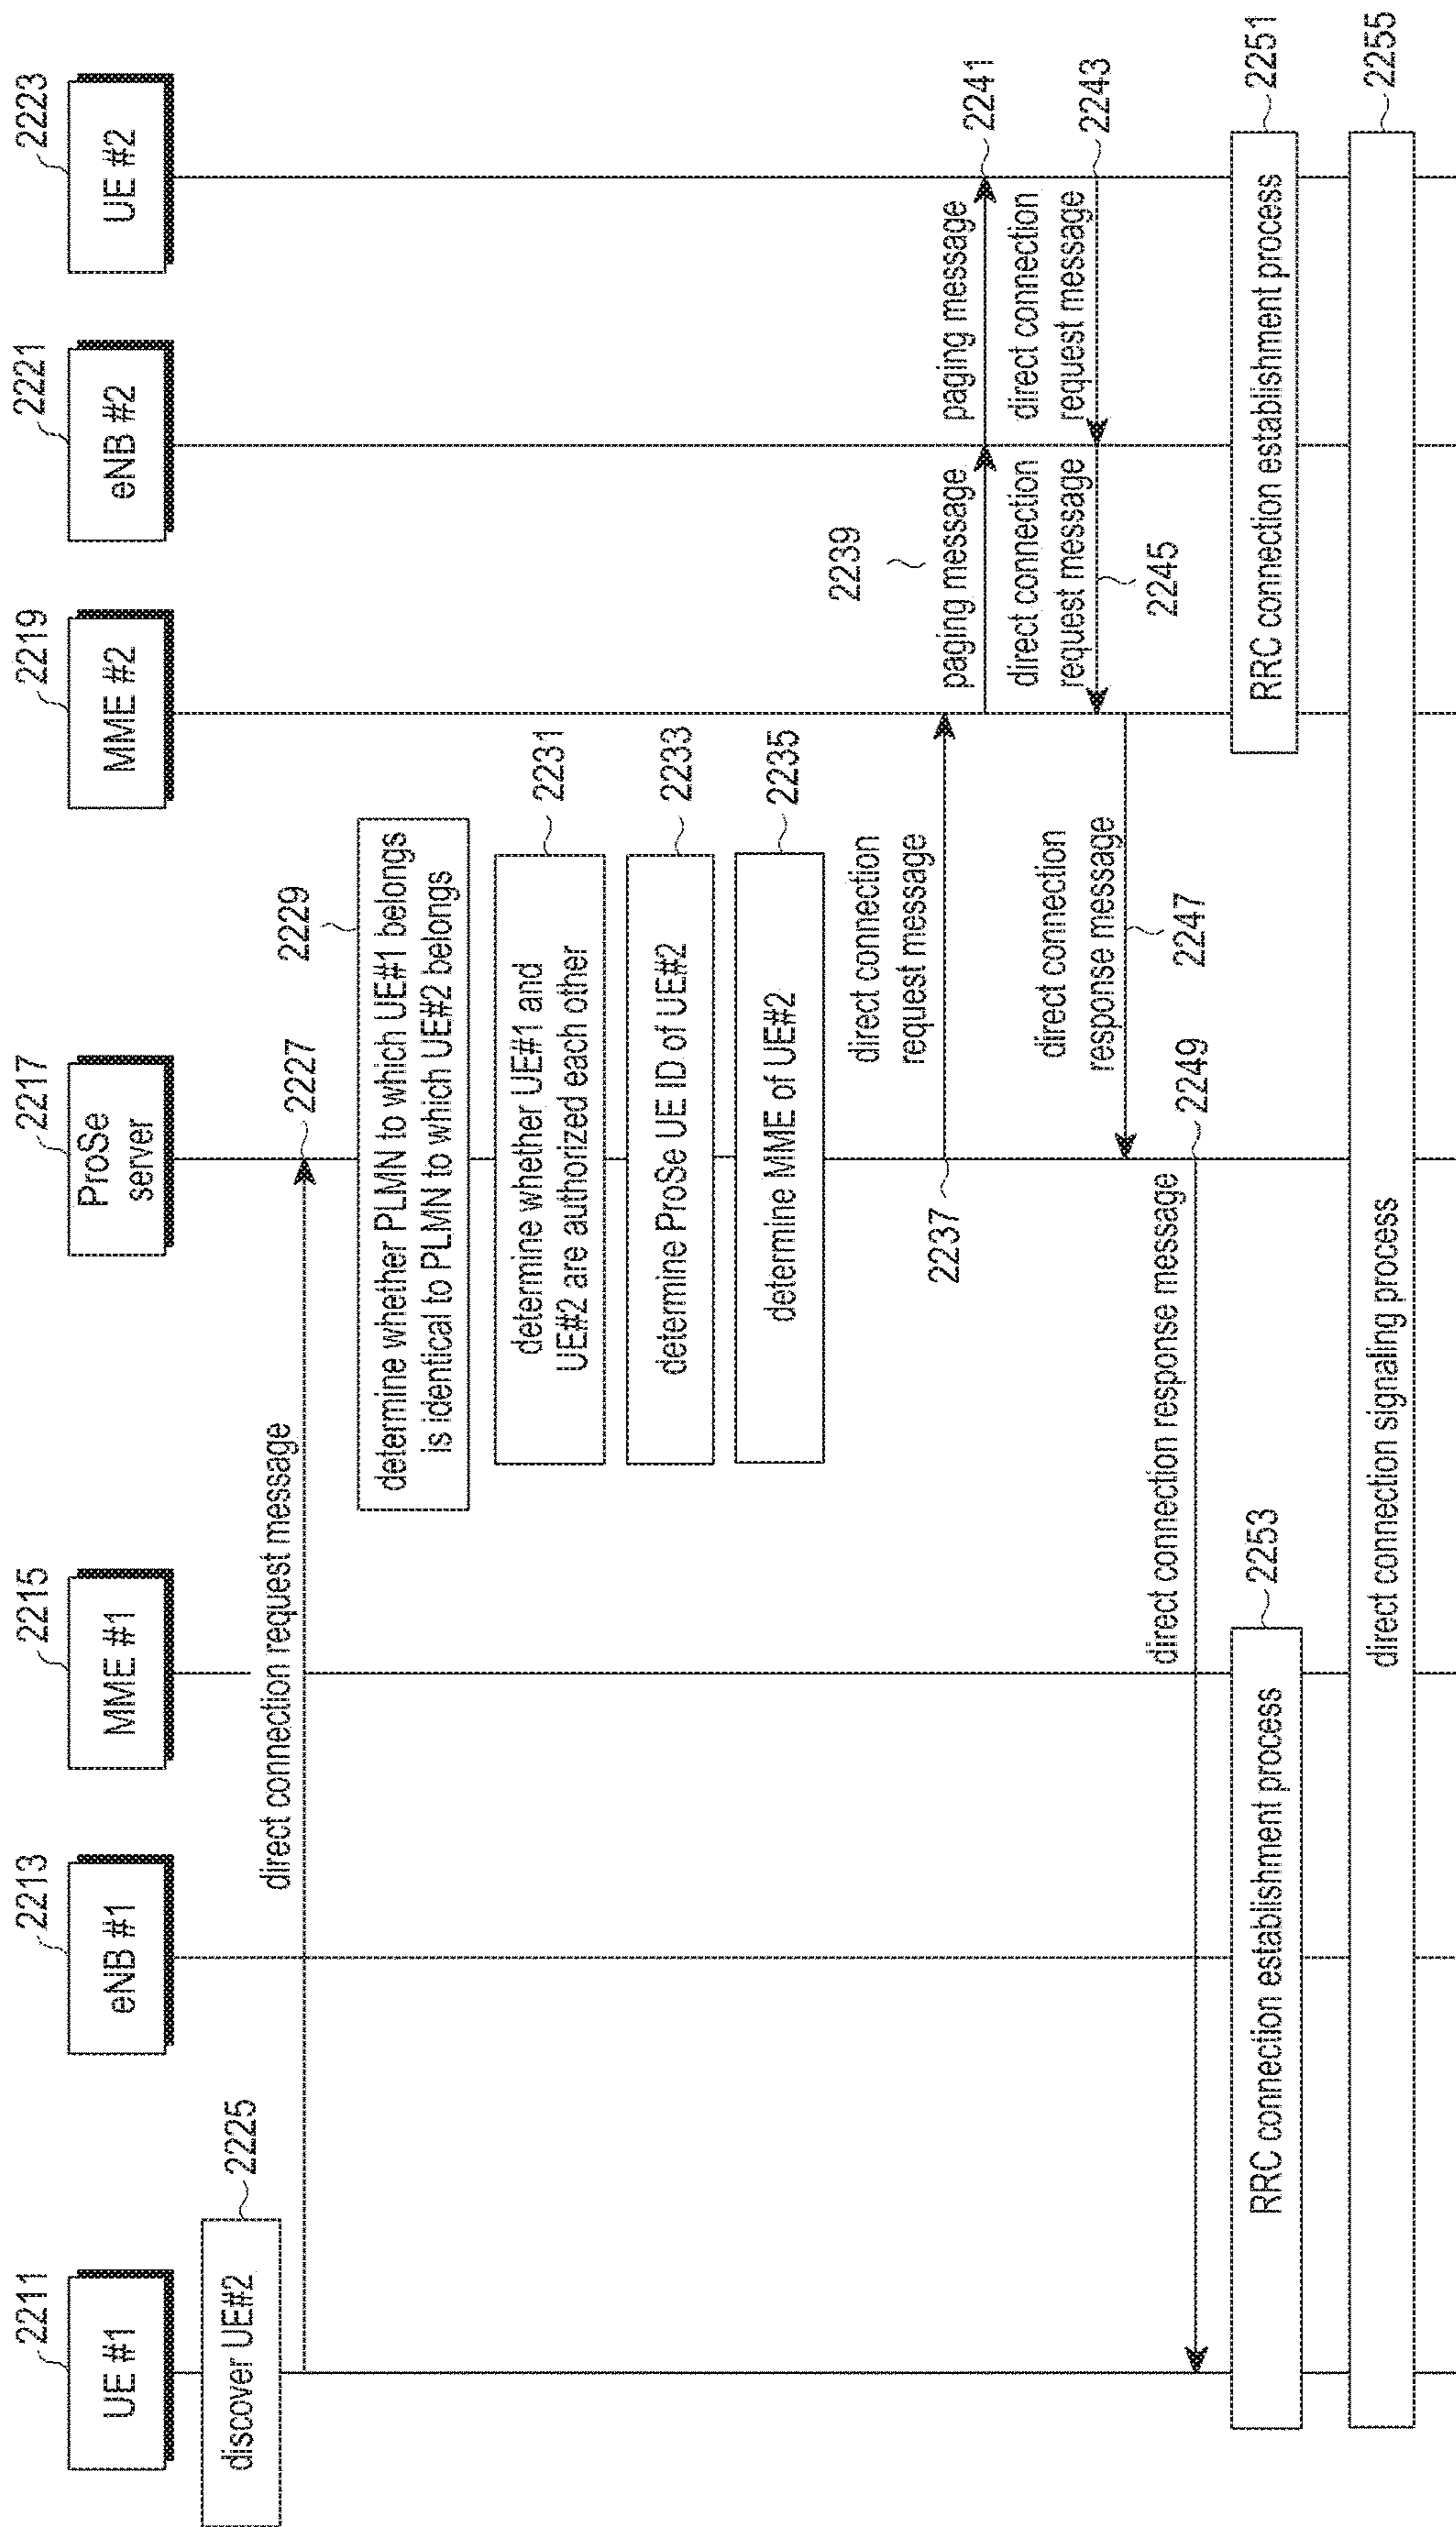 2211
UE #1
2213
eNB #1
2215
MME #1
2217
ProSe
server
2219
MME #2
2221
eNB #2
2223
UE #2
discover UE#2
2225
direct connection request message
2227
2229
determine whether PLMN to which UE#1 belongs
is identical to PLMN to which UE#2 belongs
determine whether UE#1 and
UE#2 are authorized each other
2231
determine ProSe UE ID of UE#2
2233
determine MME of UE#2
2235
direct connection
request message
2237
2239
paging message
paging message
2241
direct connection
request message
2243
direct connection
request message
2245
direct connection
response message
2247
direct connection response message
2249
RRC connection establishment process
2251
RRC connection establishment process
2253
direct connection signaling process
2255